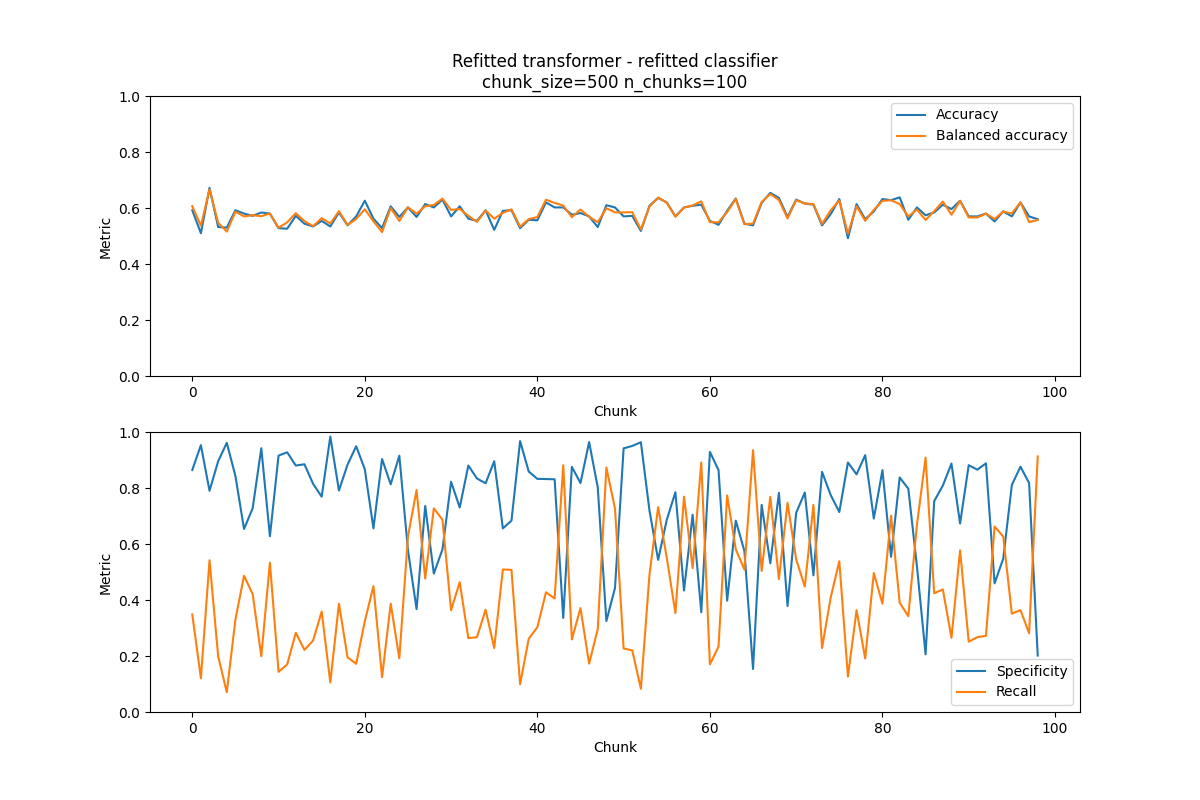 Refitted transformer - refitted classifier
chunk_size=500 n_chunks=100
1.0
0.8
0.6
0.4
0.2
0.0
Metric
Accuracy
Balanced accuracy
0 20 40 60 80 100
Chunk
1.0
0.8
0.6
0.4
0.2
0.0
Metric
Specificity
Recall
0 20 40 60 80 100
Chunk